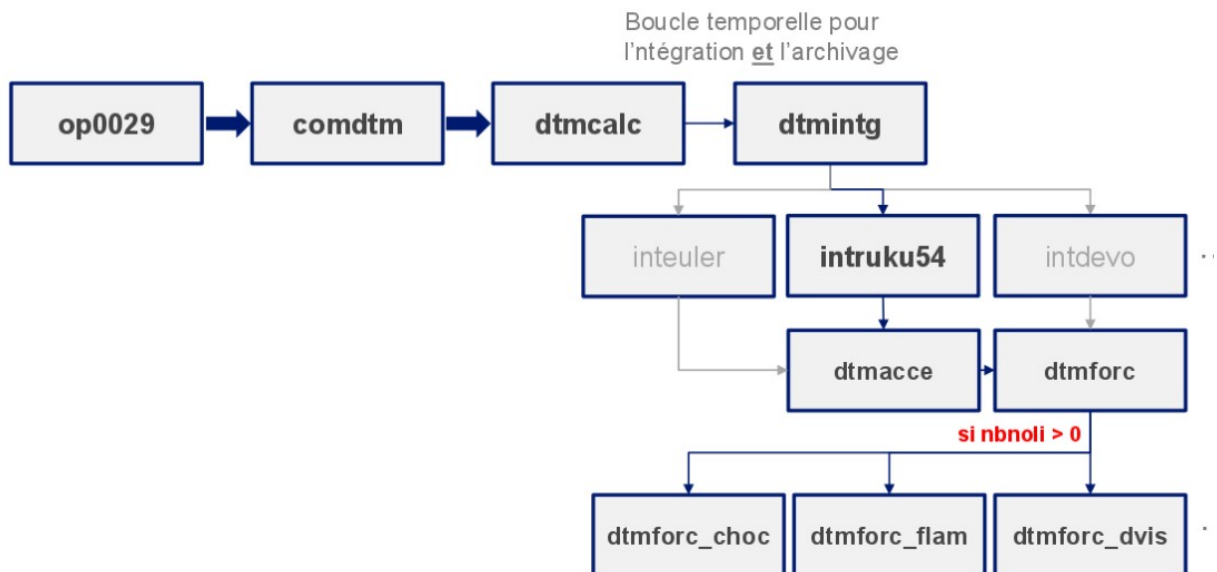 Boucle temporelle pour
l'ntégration et l'archivage
op0029
comdtm
dtmcalc
dtmintg
inteuler
intruku54
intdevo
dtmacce
dtmforc
si nbnoli > 0
dtmforc_choc
dtmforc_flam
dtmforc_dvis